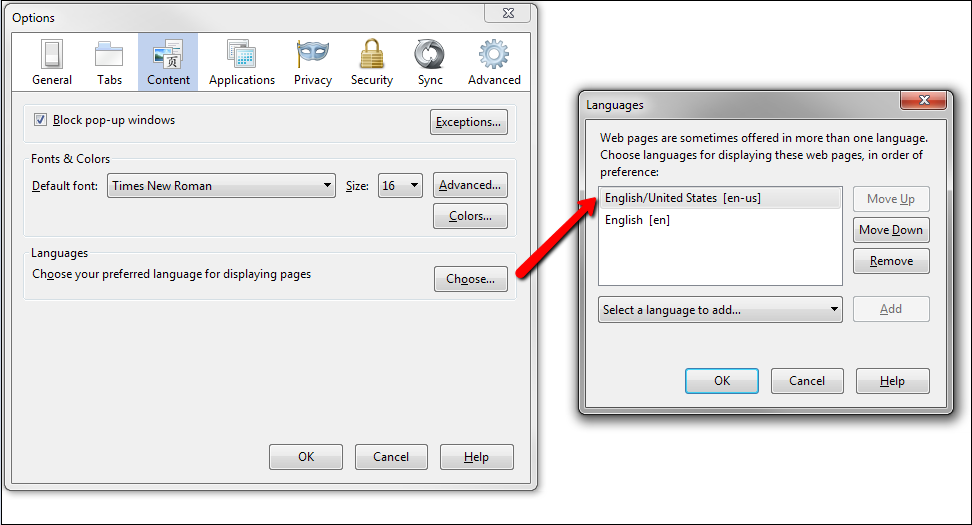 Options
General Tabs Content Applications Privacy Security Sync Advanced
Block pop-up windows
Exceptions...
Fonts & Colors
Default font: Times New Roman Size: 16 Advanced...
Colors...
Languages
Choose your preferred language for displaying pages
Choose...
OK Cancel Help
Languages
Web pages are sometimes offered in more than one language.
Choose languages for displaying these web pages, in order of
preference:
English/United States [en-us]
English [en]
Move Up
Move Down
Remove
Select a language to add...
Add
OK Cancel Help